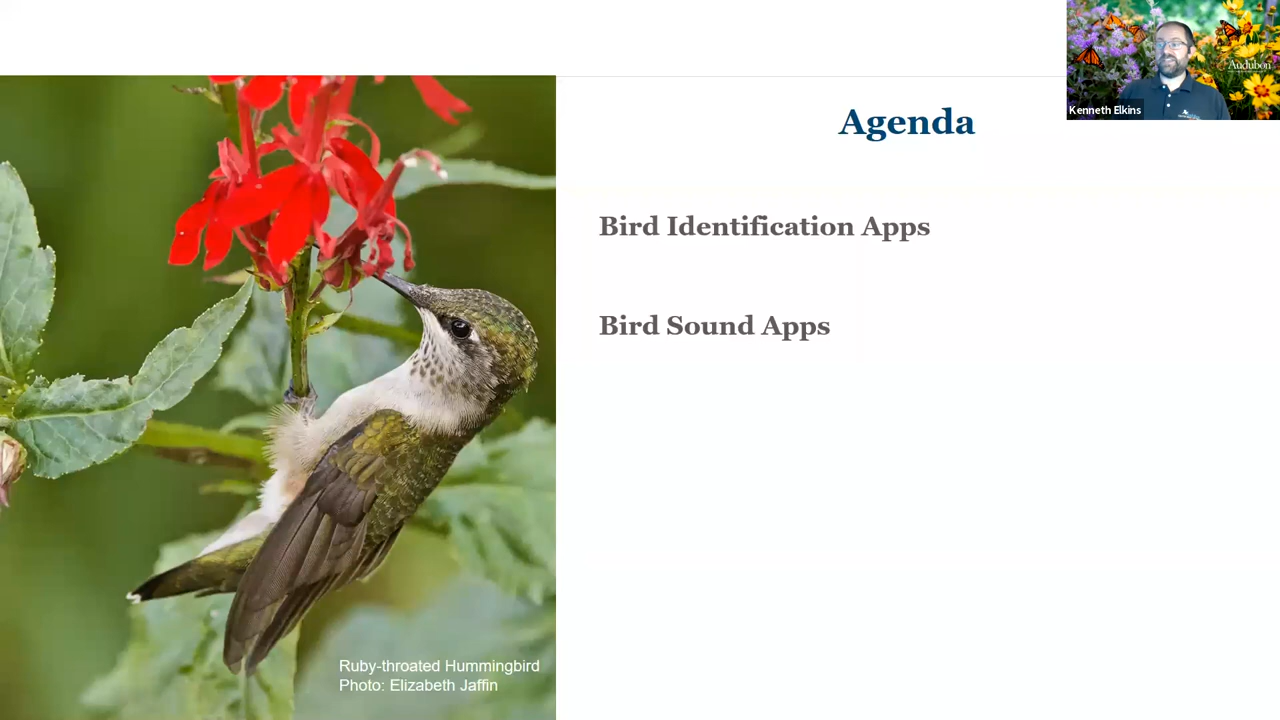 Agenda
Bird Identification Apps
Bird Sound Apps
Ruby-throated Hummingbird
Photo: Elizabeth Jaffin
Audubon
Kenneth Elkins